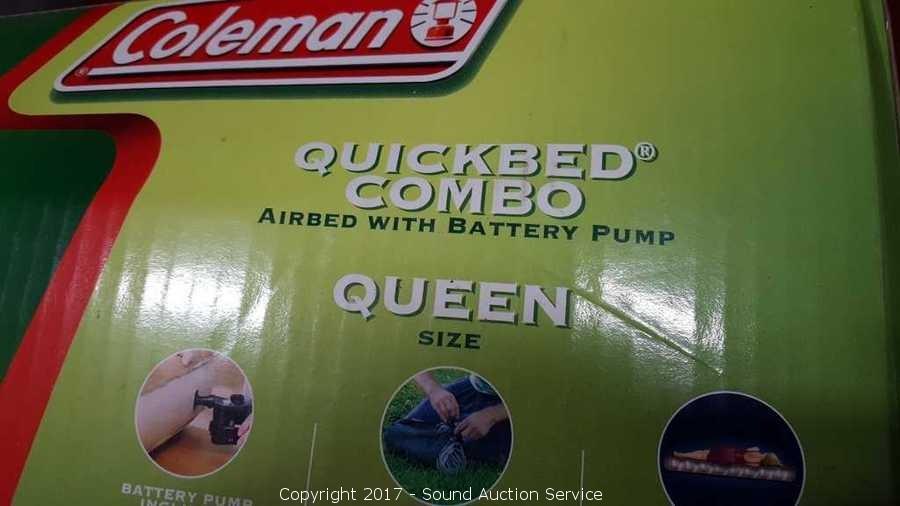 Coleman
QUICKBED®
COMBO
AIRBED WITH BATTERY PUMP
QUEEN
SIZE
BATTERY PUMP
Copyright 2017 - Sound Auction Service